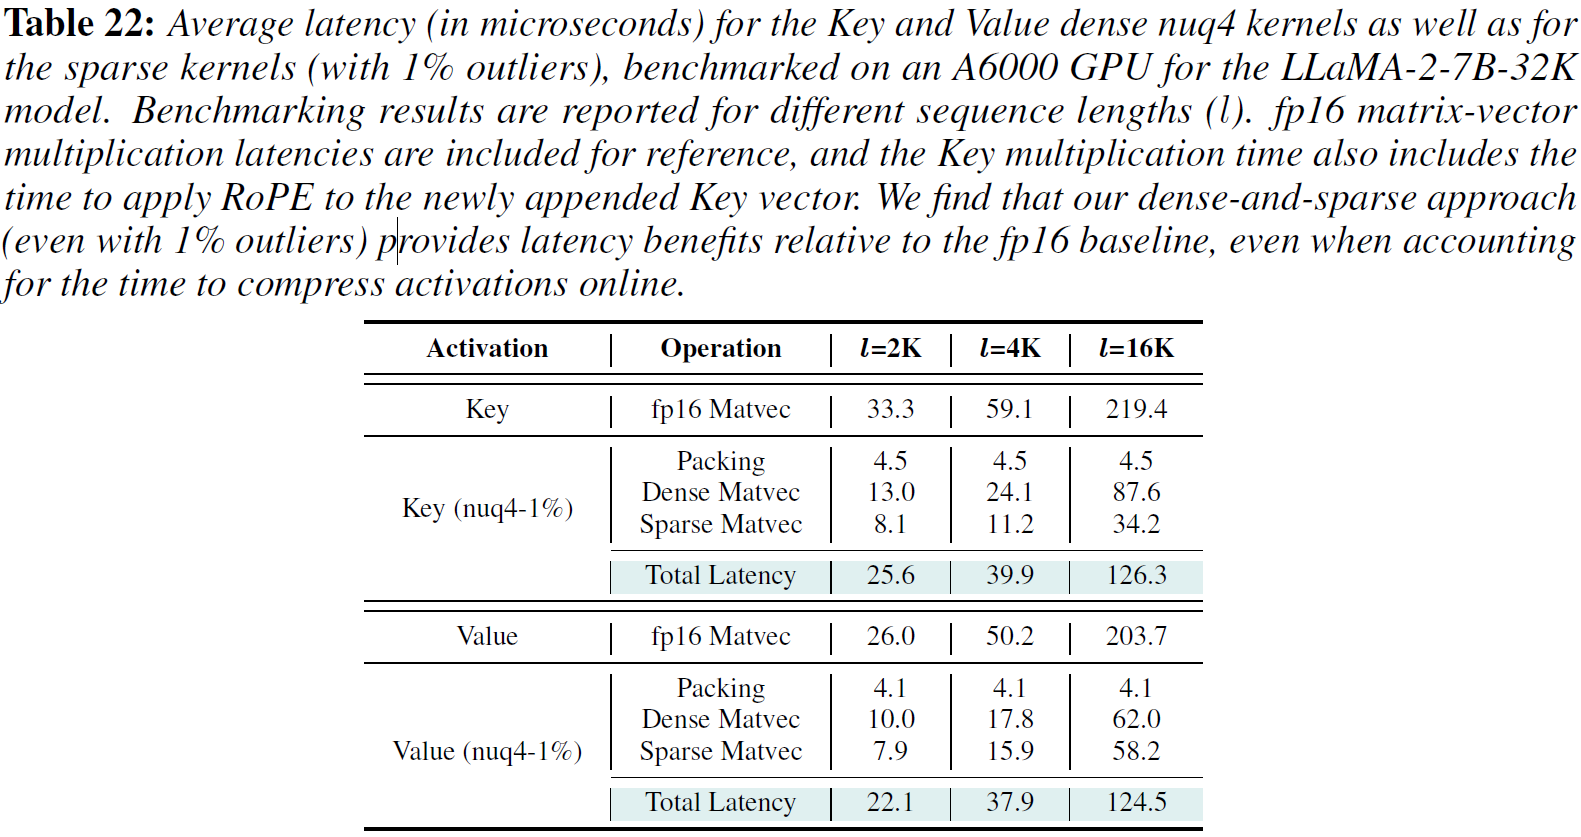 Table 22: Average latency (in microseconds) for the Key and Value dense nuq4 kernels as well as for
the sparse kernels (with 1% outliers), benchmarked on an A6000 GPU for the LLaMA-2-7B-32K
model. Benchmarking results are reported for different sequence lengths (l). fp16 matrix-vector
multiplication latencies are included for reference, and the Key multiplication time also includes the
time to apply RoPE to the newly appended Key vector. We find that our dense-and-sparse approach
(even with 1% outliers) provides latency benefits relative to the fp16 baseline, even when accounting
for the time to compress activations online.
Activation Operation l=2K l=4K l=16K
Key fp16 Matvec 33.3 59.1 219.4
Packing 4.5 4.5 4.5
Dense Matvec 13.0 24.1 87.6
Key (nuq4-1%)
Sparse Matvec 8.1 11.2 34.2
Total Latency 25.6 39.9 126.3
Value fp16 Matvec 26.0 50.2 203.7
Packing 4.1 4.1 4.1
Dense Matvec 10.0 17.8 62.0
Value (nuq4-1%) Sparse Matvec 7.9 15.9 58.2
Total Latency 22.1 37.9 124.5